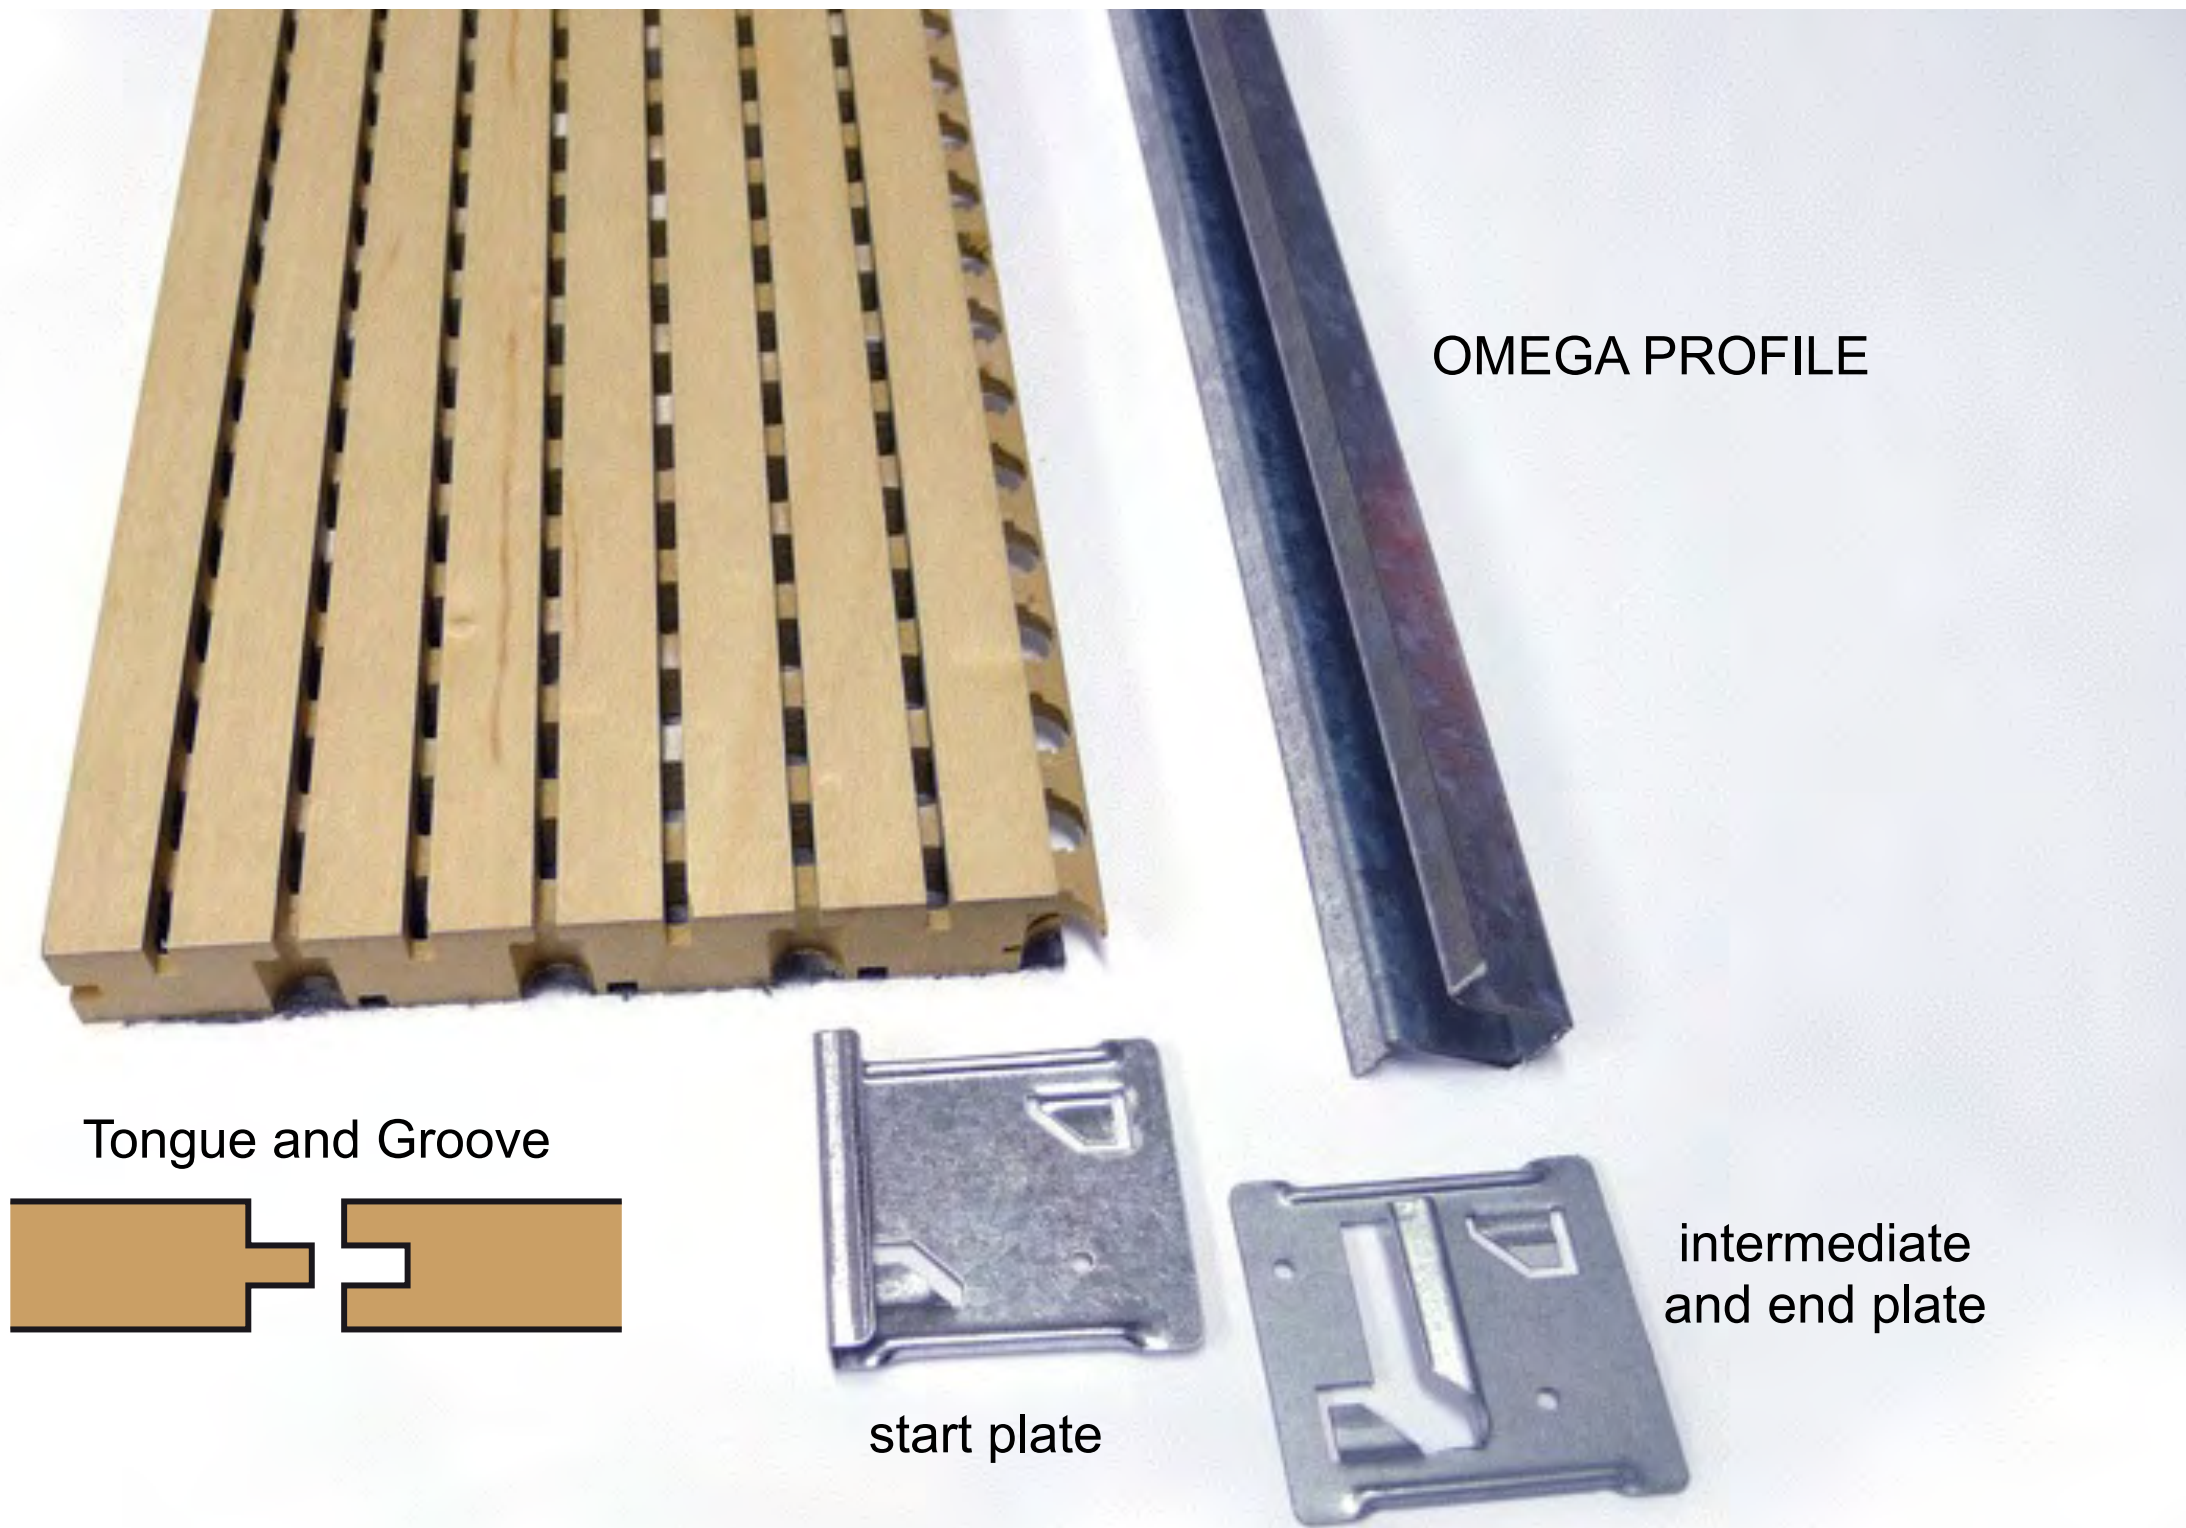 OMEGA PROFILE
Tongue and Groove
intermediate
and end plate
start plate